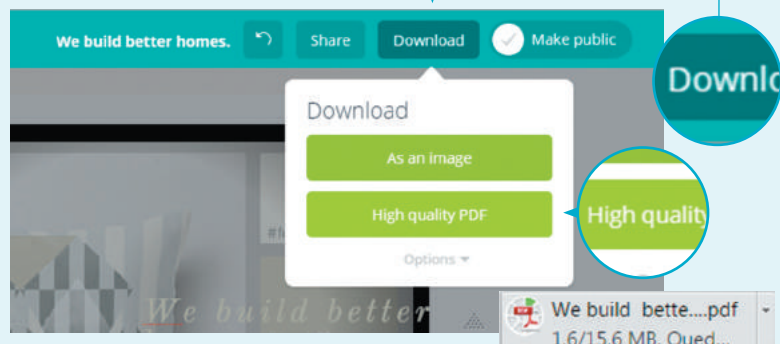 We build better homes. Share Download Make public
Downlo
Download
As an image
High quality PDF
High quality
Options
We build better
We build bette....pdf
1.6/15.6 MB, Qued...